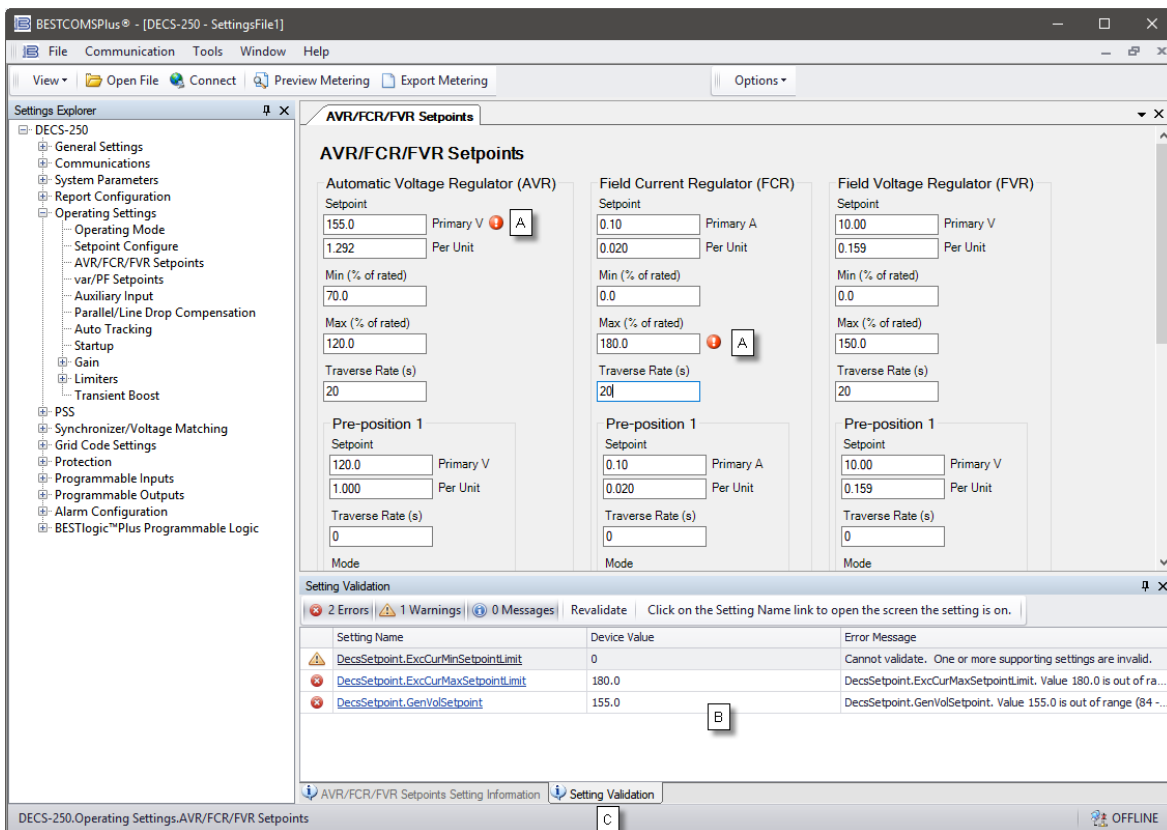 BESTCOMSPlus® - [DECS-250 - SettingsFile1]
File Communication Tools Window Help
View Open File Connect Preview Metering Export Metering Options
Settings Explorer
DECS-250
General Settings
Communications
System Parameters
Report Configuration
Operating Settings
Operating Mode
Setpoint Configure
AVR/FCR/FVR Setpoints
var/PF Setpoints
Auxiliary Input
Parallel/Line Drop Compensation
Auto Tracking
Startup
Gain
Limiters
Transient Boost
PSS
Synchronizer/Voltage Matching
Grid Code Settings
Protection
Programmable Inputs
Programmable Outputs
Alarm Configuration
BESTlogic™Plus Programmable Logic
AVR/FCR/FVR Setpoints
AVR/FCR/FVR Setpoints
Automatic Voltage Regulator (AVR)
Setpoint
155.0 Primary V A
1.292 Per Unit
Min (% of rated)
70.0
Max (% of rated)
120.0
Traverse Rate (s)
20
Pre-position 1
Setpoint
120.0 Primary V
1.000 Per Unit
Traverse Rate (s)
0
Mode
Field Current Regulator (FCR)
Setpoint
0.10 Primary A
0.020 Per Unit
Min (% of rated)
0.0
Max (% of rated)
180.0 A
Traverse Rate (s)
20
Pre-position 1
Setpoint
0.10 Primary A
0.020 Per Unit
Traverse Rate (s)
0
Mode
Field Voltage Regulator (FVR)
Setpoint
10.00 Primary V
0.159 Per Unit
Min (% of rated)
0.0
Max (% of rated)
150.0
Traverse Rate (s)
20
Pre-position 1
Setpoint
10.00 Primary V
0.159 Per Unit
Traverse Rate (s)
0
Mode
Setting Validation
2 Errors 1 Warnings 0 Messages Revalidate Click on the Setting Name link to open the screen the setting is on.
Setting Name Device Value Error Message
DecsSetpoint.ExcCurMinSetpointLimit 0 Cannot validate. One or more supporting settings are invalid.
DecsSetpoint.ExcCurMaxSetpointLimit 180.0 DecsSetpoint.ExcCurMaxSetpointLimit. Value 180.0 is out of ra...
DecsSetpoint.GenVolSetpoint 155.0 DecsSetpoint.GenVolSetpoint. Value 155.0 is out of range (84 -...
B
AVR/FCR/FVR Setpoints Setting Information Setting Validation
DECS-250.Operating Settings.AVR/FCR/FVR Setpoints C OFFLINE